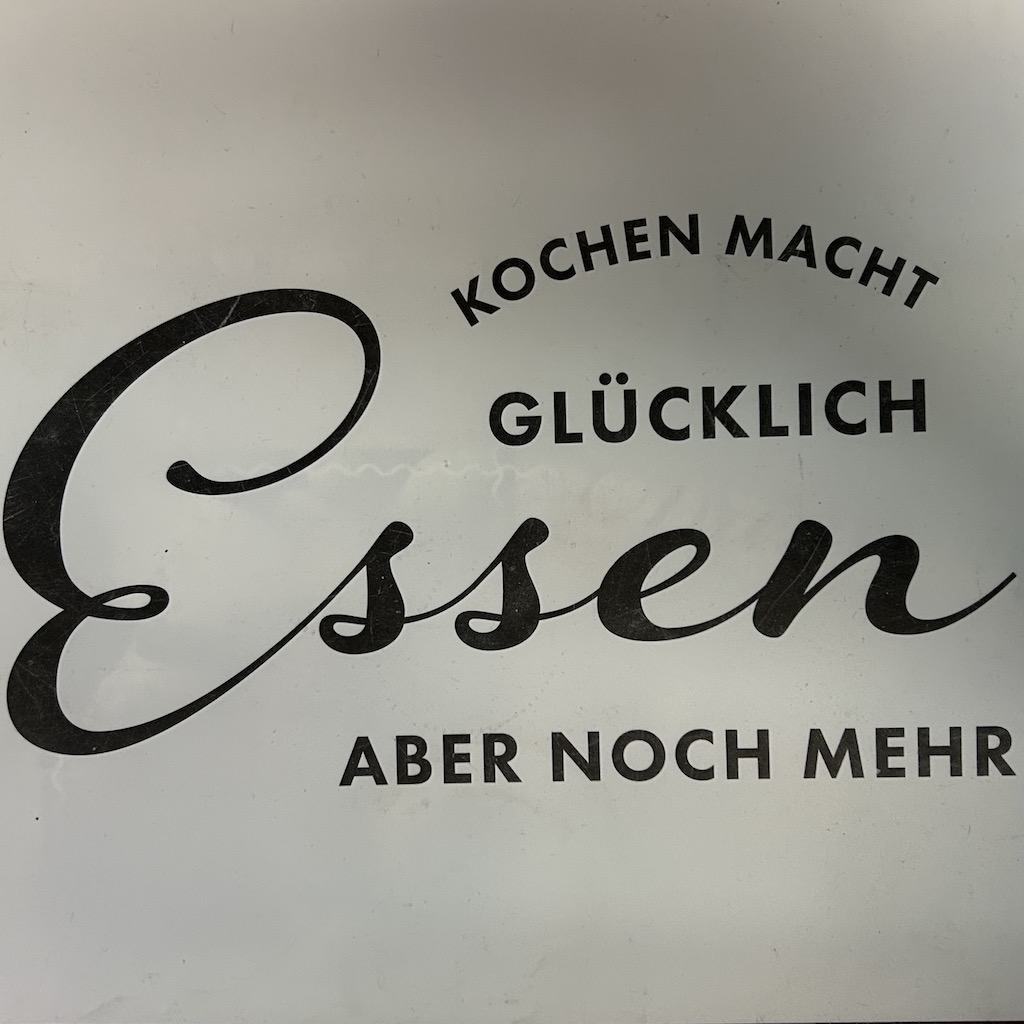 KOCHEN MACHT
GLÜCKLICH
Essen
ABER NOCH MEHR